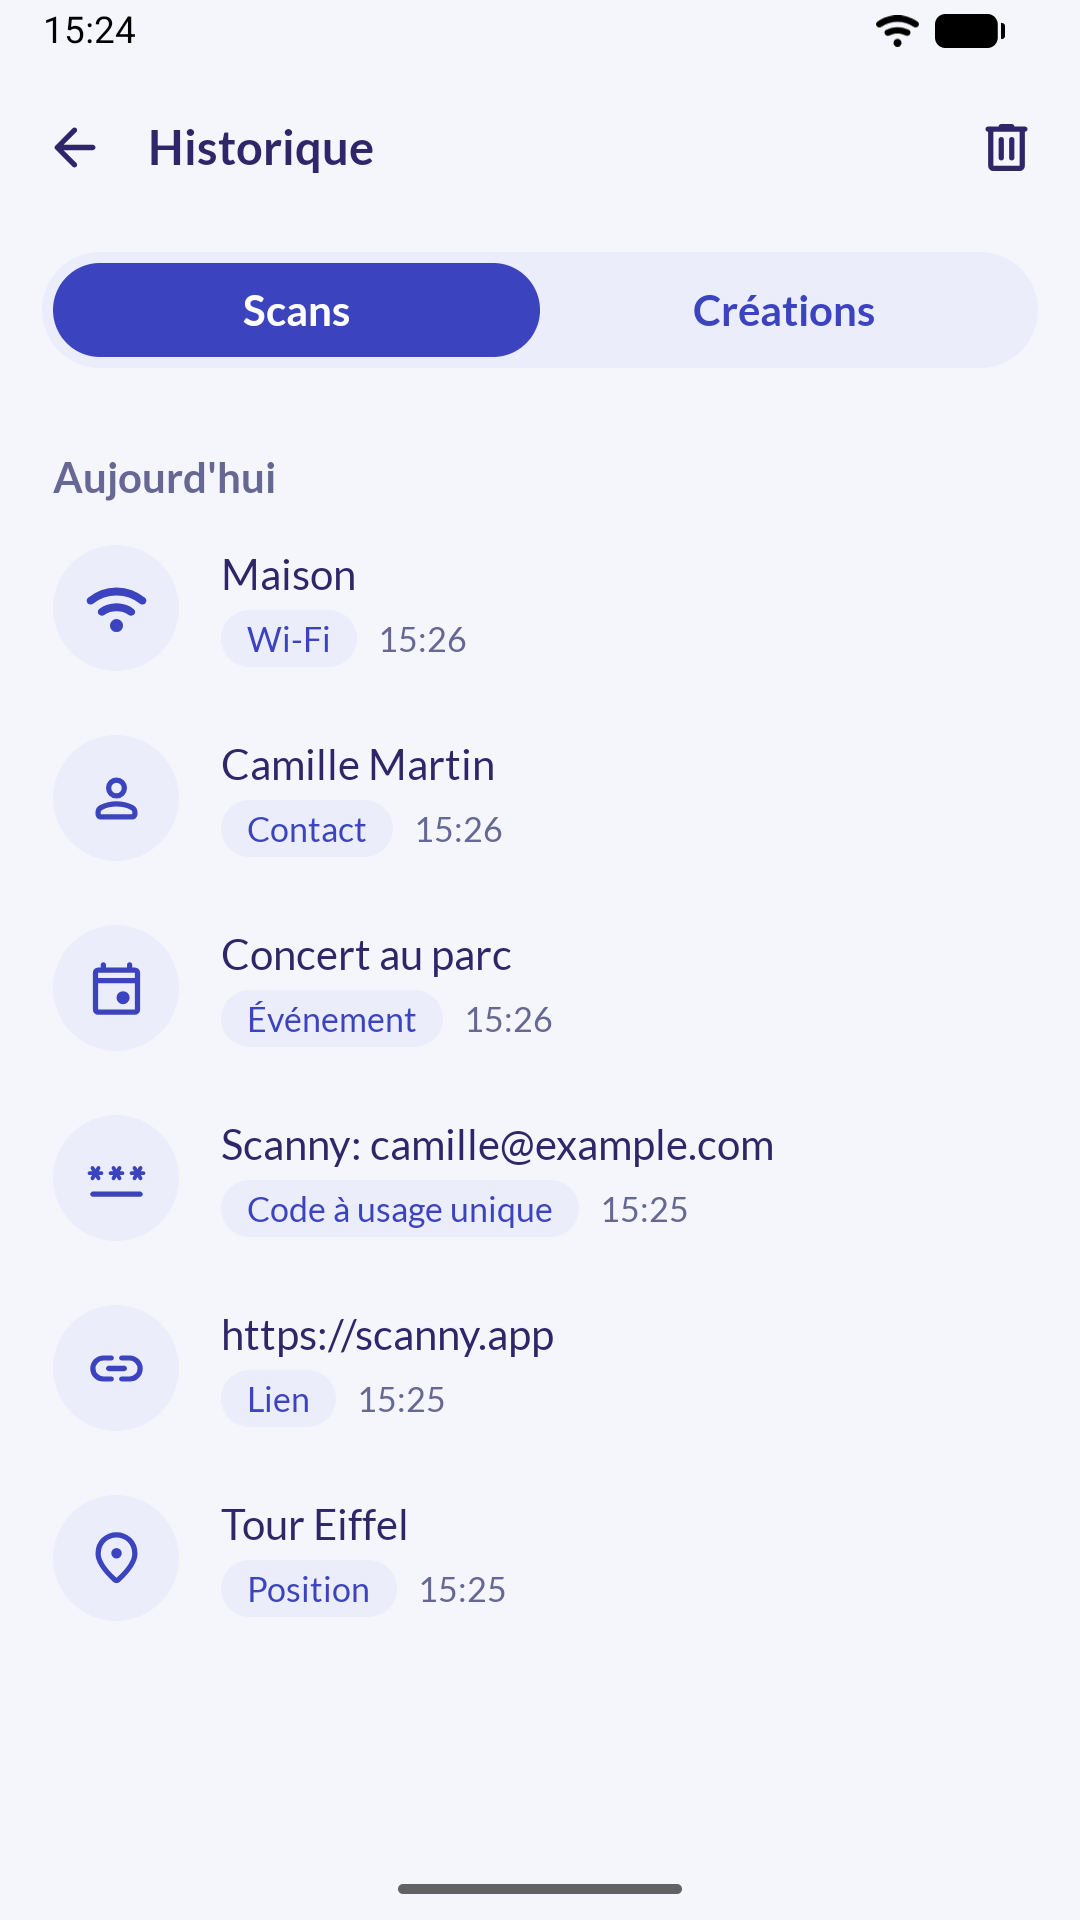 15:24
Historique
Scans
Créations
Aujourd'hui
Maison
Wi-Fi 15:26
Camille Martin
Contact 15:26
Concert au parc
Événement 15:26
Scanny: camille@example.com
Code à usage unique 15:25
https://scanny.app
Lien 15:25
Tour Eiffel
Position 15:25